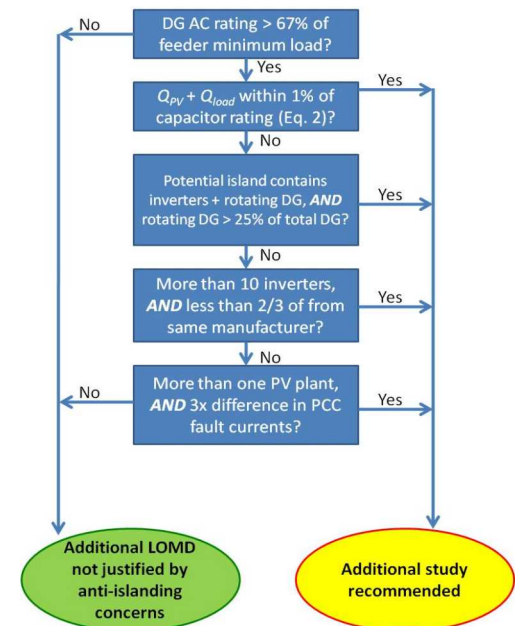 No
DG AC rating > 67% of
feeder minimum load?
Yes
Q_PV + Q_load within 1% of
capacitor rating (Eq. 2)?
Yes
No
Potential island contains
inverters + rotating DG, AND
rotating DG > 25% of total DG?
Yes
No
More than 10 inverters,
AND less than 2/3 of from
same manufacturer?
Yes
No
No
More than one PV plant,
AND 3x difference in PCC
fault currents?
Yes
Additional LOMD
not justified by
anti-islanding
concerns
Additional study
recommended